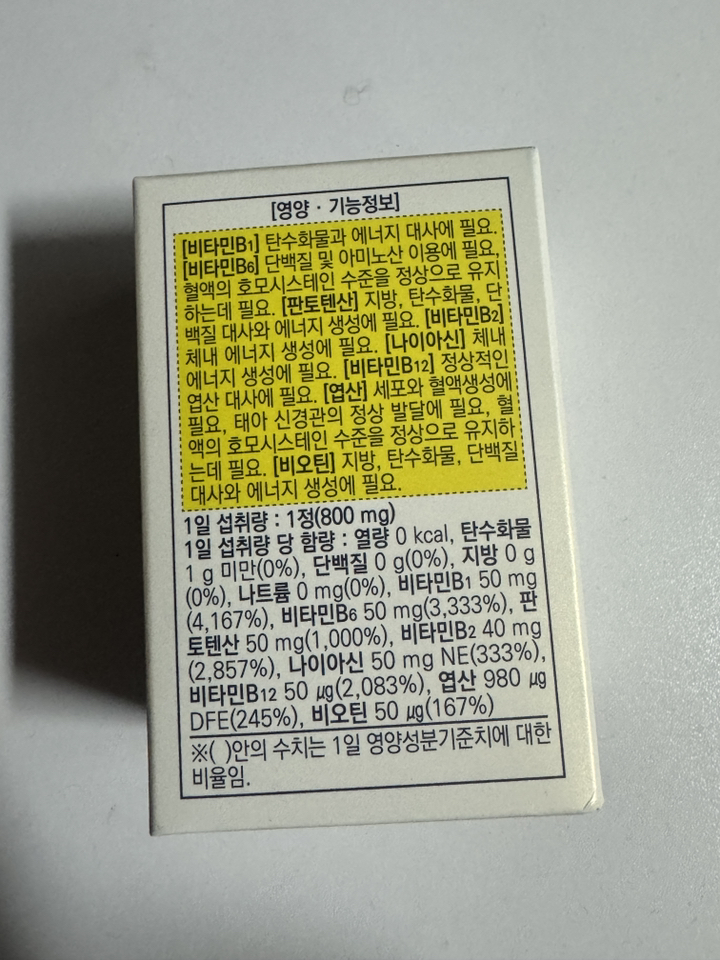 [영양 · 기능정보]
[비타민B1] 탄수화물과 에너지 대사에 필요.
[비타민B6] 단백질 및 아미노산 이용에 필요,
혈액의 호모시스테인 수준을 정상으로 유지
하는데 필요. [판토텐산] 지방, 탄수화물, 단
백질 대사와 에너지 생성에 필요. [비타민B2]
체내 에너지 생성에 필요. [나이아신] 체내
에너지 생성에 필요. [비타민B12] 정상적인
엽산 대사에 필요. [엽산] 세포와 혈액생성에
필요, 태아 신경관의 정상 발달에 필요, 혈
액의 호모시스테인 수준을 정상으로 유지하
는데 필요. [비오틴] 지방, 탄수화물, 단백질
대사와 에너지 생성에 필요.
1일 섭취량 : 1정(800 mg)
1일 섭취량 당 함량 : 열량 0 kcal, 탄수화물
1 g 미만(0%), 단백질 0 g(0%), 지방 0 g
(0%), 나트륨 0 mg(0%), 비타민B1 50 mg
(4,167%), 비타민B6 50 mg(3,333%), 판
토텐산 50 mg(1,000%), 비타민B2 40 mg
(2,857%), 나이아신 50 mg NE(333%),
비타민B12 50 μg(2,083%), 엽산 980 μg
DFE(245%), 비오틴 50 μg(167%)
※( )안의 수치는 1일 영양성분기준치에 대한
비율임.